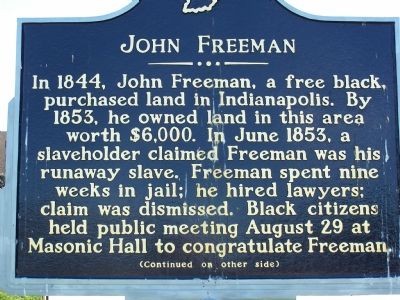 JOHN FREEMAN
In 1844, John Freeman, a free black,
purchased land in Indianapolis. By
1853, he owned land in this area
worth $6,000. In June 1853, a
slaveholder claimed Freeman was his
runaway slave. Freeman spent nine
weeks in jail; he hired lawyers;
claim was dismissed. Black citizens
held public meeting August 29 at
Masonic Hall to congratulate Freeman.
(Continued on other side)